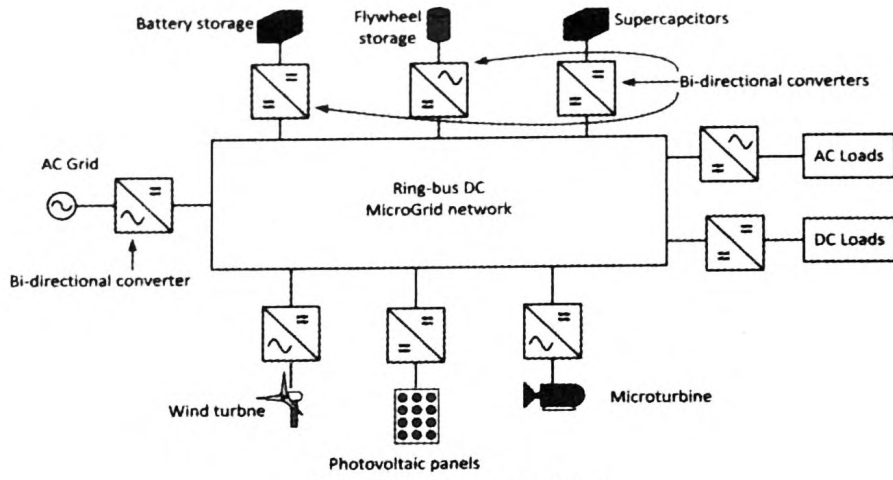 Battery storage
Flywheel
storage
Supercapcitors
Bi-directional converters
AC Grid
Ring-bus DC
MicroGrid network
AC Loads
DC Loads
Bi-directional converter
Wind turbne
Microturbine
Photovoltaic panels